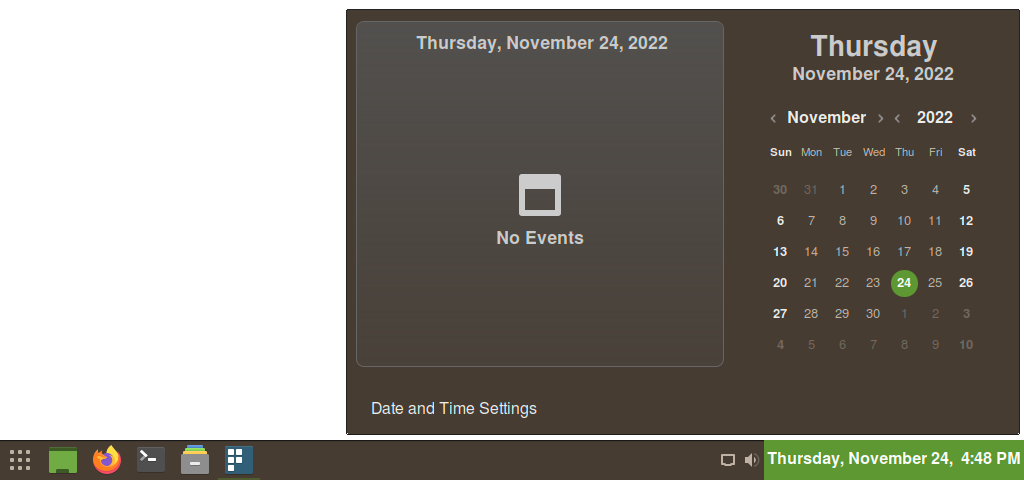 Thursday, November 24, 2022
No Events
Thursday
November 24, 2022
‹ November › ‹ 2022 ›
Sun Mon Tue Wed Thu Fri Sat
30 31 1 2 3 4 5
6 7 8 9 10 11 12
13 14 15 16 17 18 19
20 21 22 23 24 25 26
27 28 29 30 1 2 3
4 5 6 7 8 9 10
Date and Time Settings
Thursday, November 24, 4:48 PM